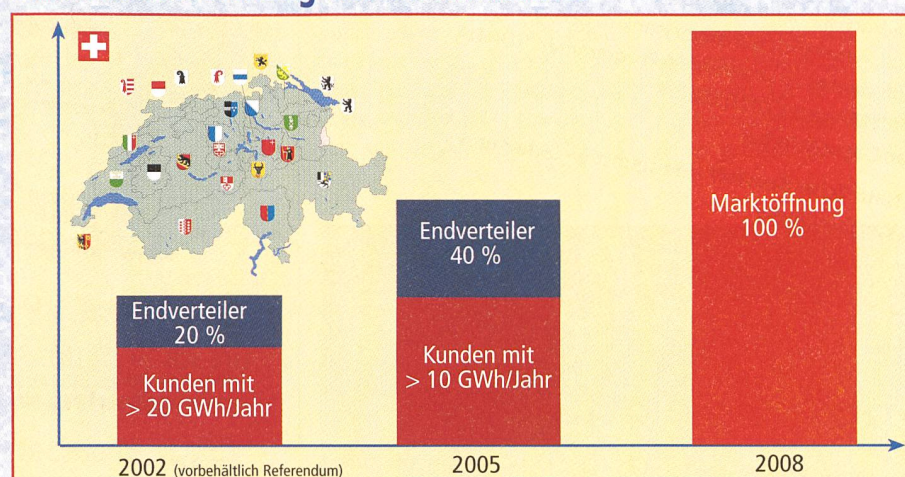 Endverteiler
20 %
Kunden mit
> 20 GWh/Jahr
Endverteiler
40 %
Kunden mit
> 10 GWh/Jahr
Marktöffnung
100 %
2002 (vorbehältlich Referendum)
2005
2008